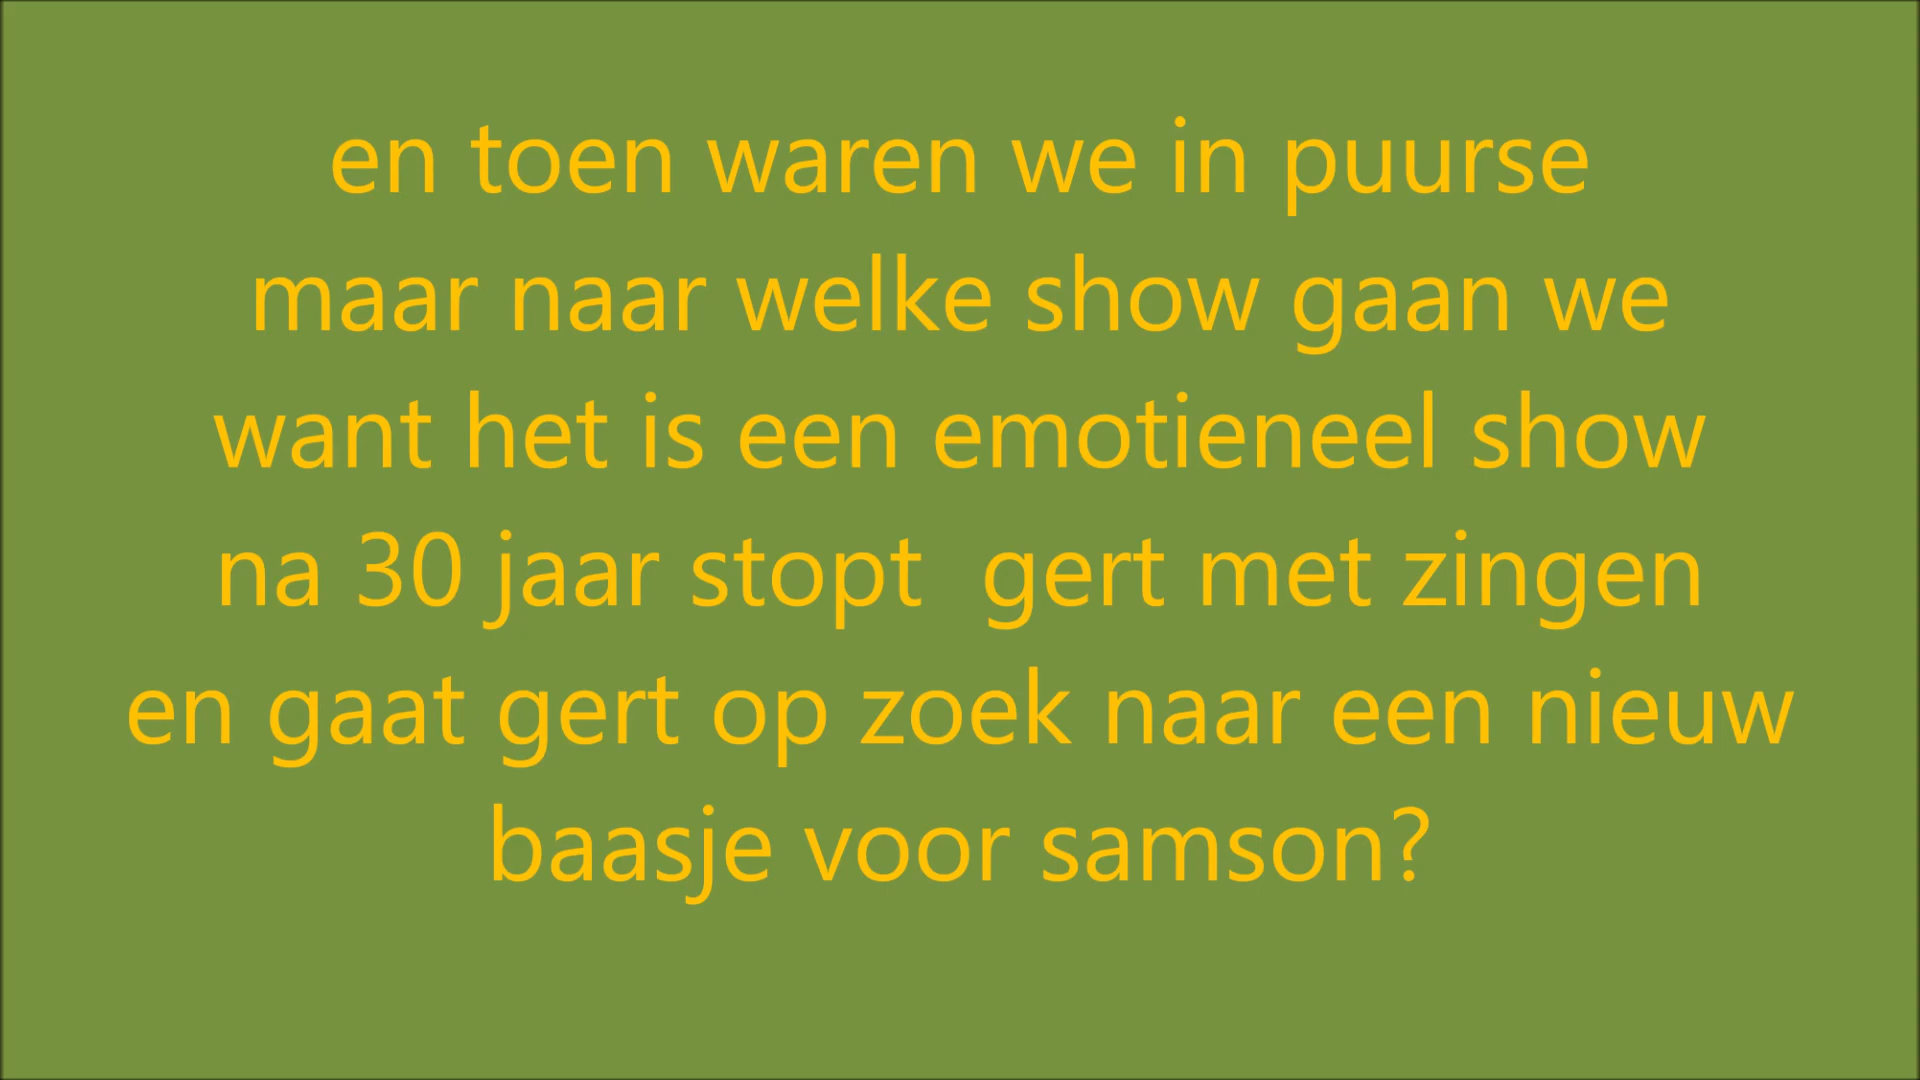 en toen waren we in puurse
maar naar welke show gaan we
want het is een emotieneel show
na 30 jaar stopt  gert met zingen
en gaat gert op zoek naar een nieuw
baasje voor samson?